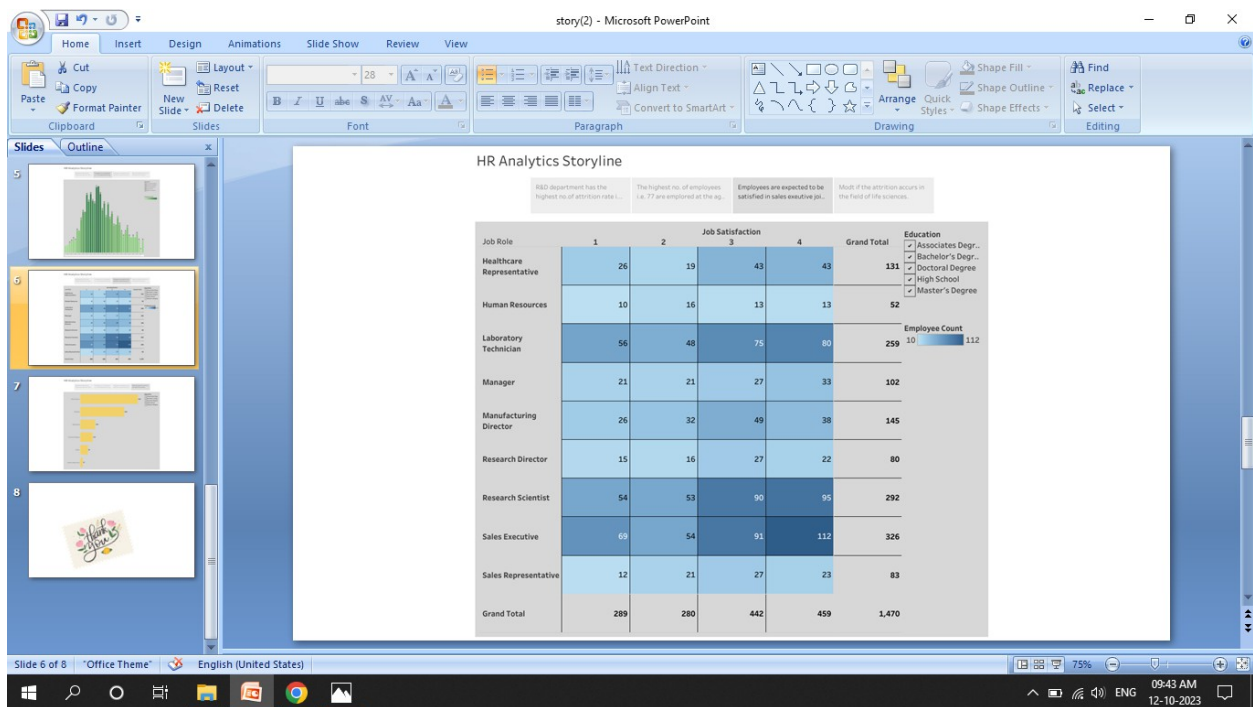 story(2) - Microsoft PowerPoint
Home Insert Design Animations Slide Show Review View
Paste
Cut
Copy
Format Painter
Clipboard
New Slide
Layout
Reset
Delete
Slides
28
B I U abc S AV Aa A
Font
Text Direction
Align Text
Convert to SmartArt
Paragraph
Arrange
Quick Styles
Shape Fill
Shape Outline
Shape Effects
Drawing
Find
Replace
Select
Editing
Slides Outline x
5
6
7
8
thank you
HR Analytics Storyline
R&D department has the
highest no. of attrition rate i...
The highest no. of employees
i.e. 77 are emplored at the ag..
Employees are expected to be
satisfied in sales exeutive joi..
Modt if the attrition accurs in
the field of life sciences.
Job Satisfaction
Job Role 1 2 3 4 Grand Total
Healthcare
Representative 26 19 43 43 131
Human Resources 10 16 13 13 52
Laboratory
Technician 56 48 75 80 259
Manager 21 21 27 33 102
Manufacturing
Director 26 32 49 38 145
Research Director 15 16 27 22 80
Research Scientist 54 53 90 95 292
Sales Executive 69 54 91 112 326
Sales Representative 12 21 27 23 83
Grand Total 289 280 442 459 1,470
Education
Associates Degr..
Bachelor's Degr..
Doctoral Degree
High School
Master's Degree
Employee Count
10 112
Slide 6 of 8 "Office Theme" English (United States) 75%
ENG
09:43 AM
12-10-2023